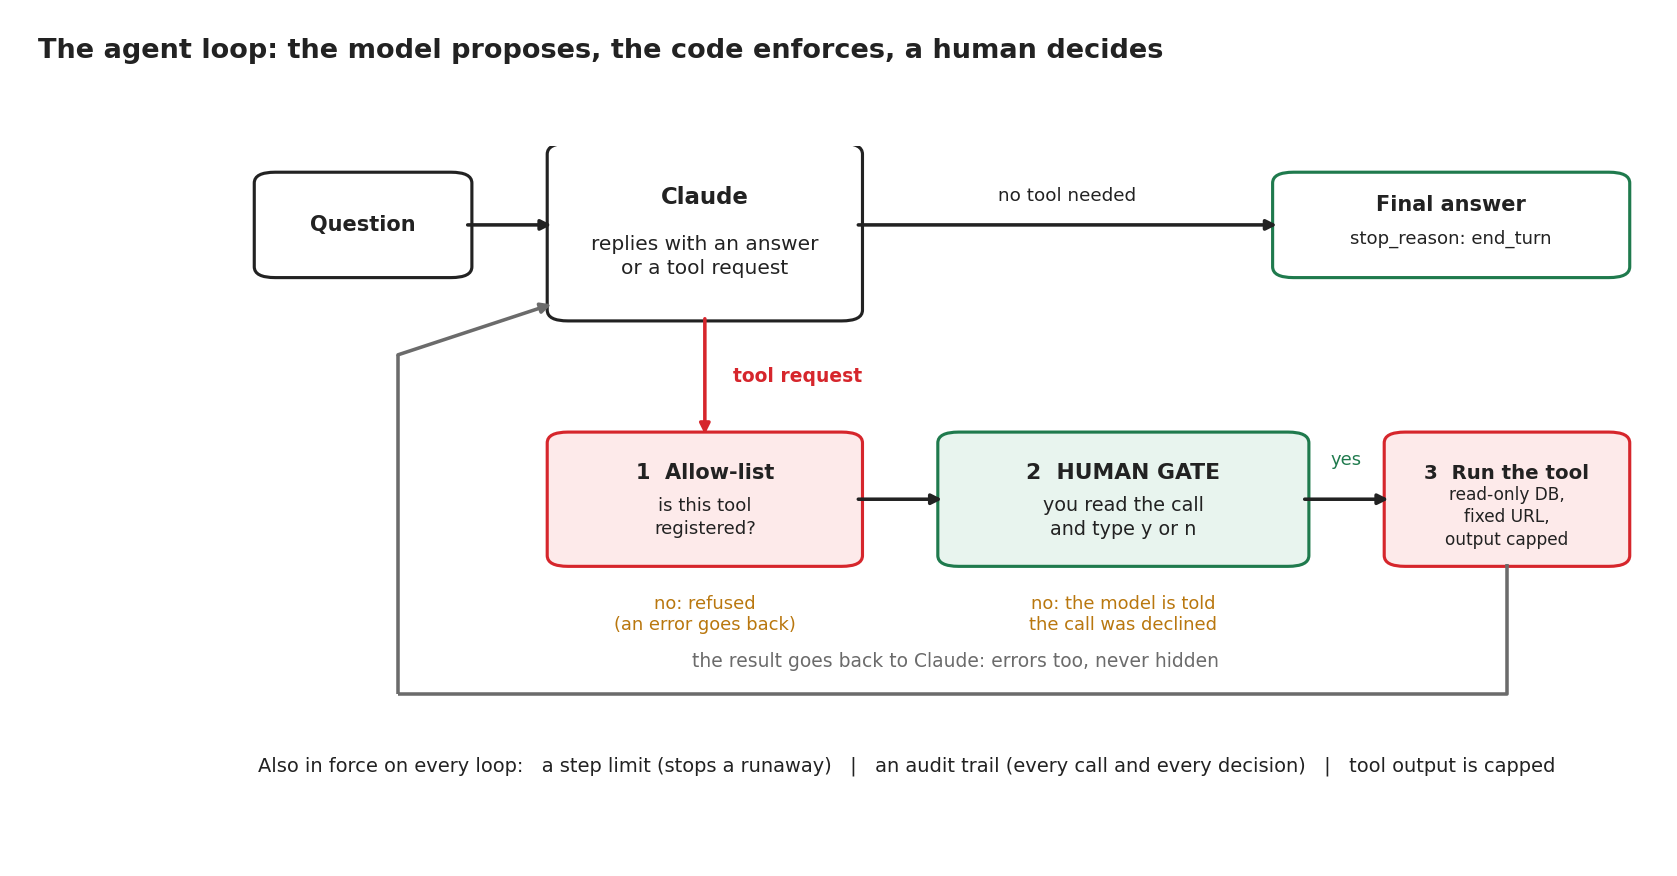 The agent loop: the model proposes, the code enforces, a human decides
Question
Claude
replies with an answer
or a tool request
no tool needed
Final answer
stop_reason: end_turn
tool request
1  Allow-list
is this tool
registered?
2  HUMAN GATE
you read the call
and type y or n
yes
3  Run the tool
read-only DB,
fixed URL,
output capped
no: refused
(an error goes back)
no: the model is told
the call was declined
the result goes back to Claude: errors too, never hidden
Also in force on every loop:   a step limit (stops a runaway)   |   an audit trail (every call and every decision)   |   tool output is capped